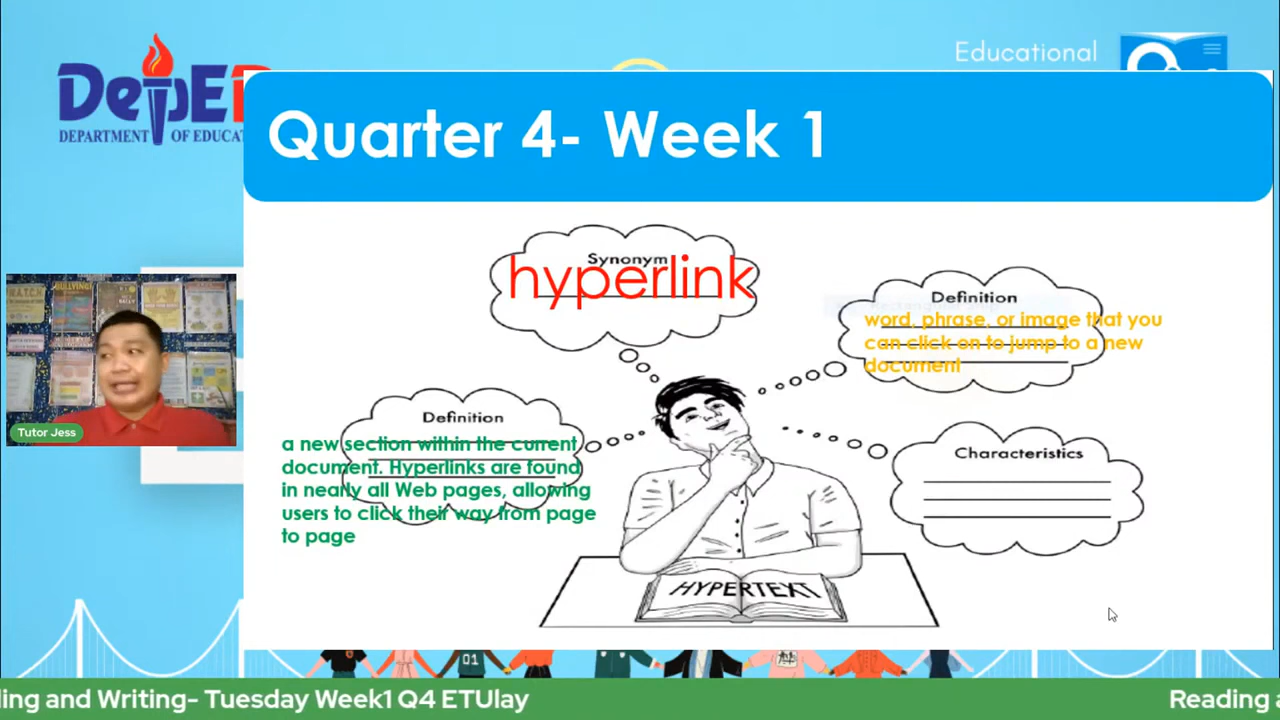 DepED
DEPARTMENT OF EDUCAT
Educational
Quarter 4- Week 1
Synonym
hyperlink
Definition
word, phrase, or image that you
can click on to jump to a new
document
Definition
a new section within the current
document. Hyperlinks are found
in nearly all Web pages, allowing
users to click their way from page
to page
Characteristics
HYPERTEXT
BULLYING
Tutor Jess
01
ling and Writing- Tuesday Week1 Q4 ETUlay
Reading a